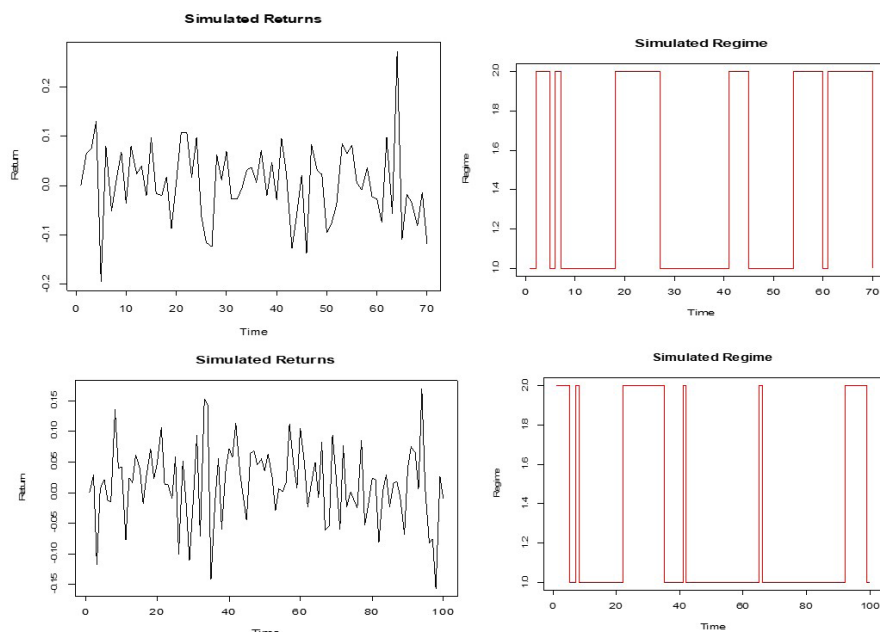 Simulated Returns
Return
0.2
0.1
0.0
-0.1
-0.2
0 10 20 30 40 50 60 70
Time
Simulated Regime
Regime
2.0
1.8
1.6
1.4
1.2
1.0
0 10 20 30 40 50 60 70
Time
Simulated Returns
Return
0.15
0.10
0.05
0.00
-0.05
-0.10
-0.15
0 20 40 60 80 100
Time
Simulated Regime
Regime
2.0
1.8
1.6
1.4
1.2
1.0
0 20 40 60 80 100
Time